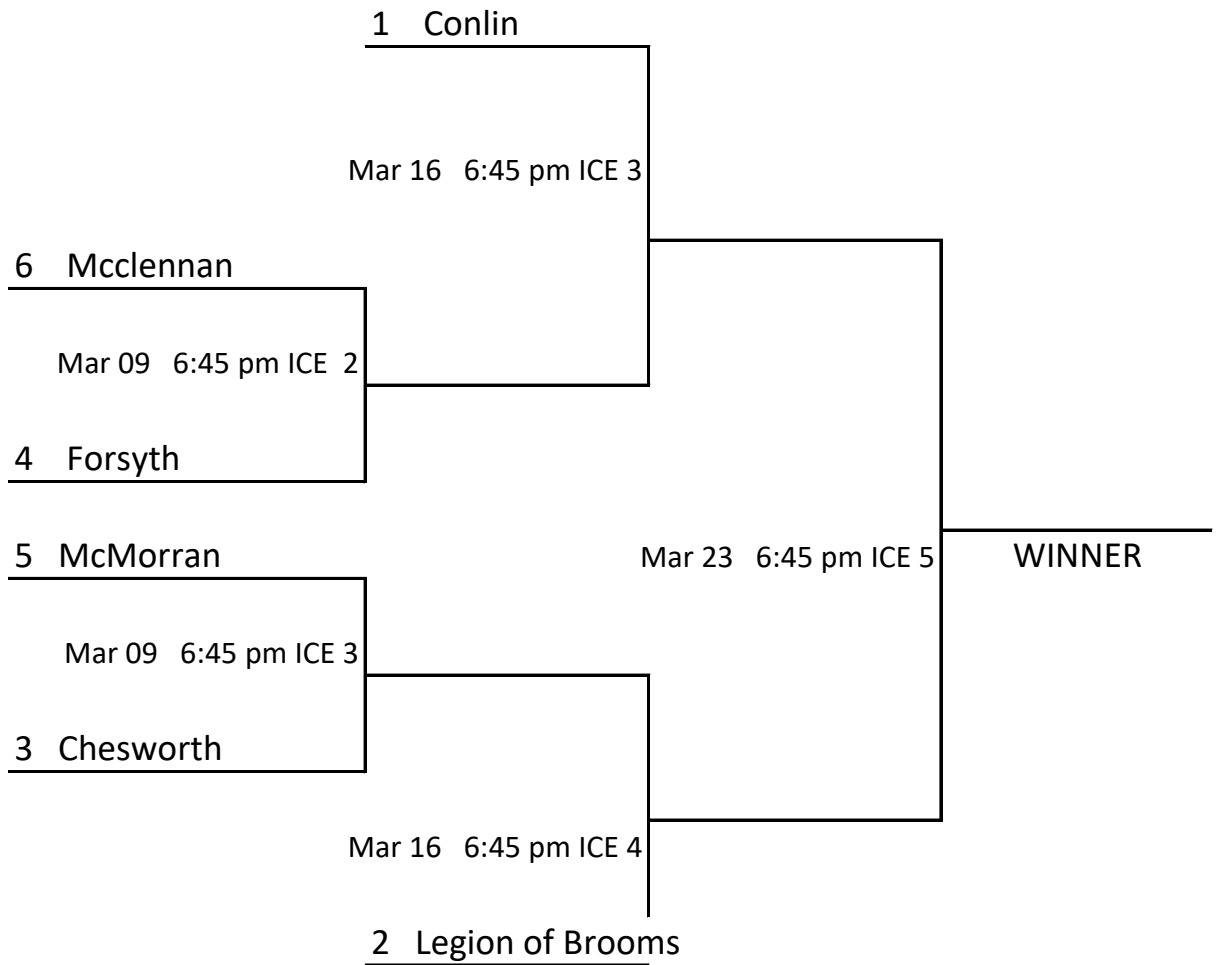 1 Conlin
Mar 16 6:45 pm ICE 3
6 Mcclennan
Mar 09 6:45 pm ICE 2
4 Forsyth
5 McMorran
Mar 23 6:45 pm ICE 5
WINNER
Mar 09 6:45 pm ICE 3
3 Chesworth
Mar 16 6:45 pm ICE 4
2 Legion of Brooms